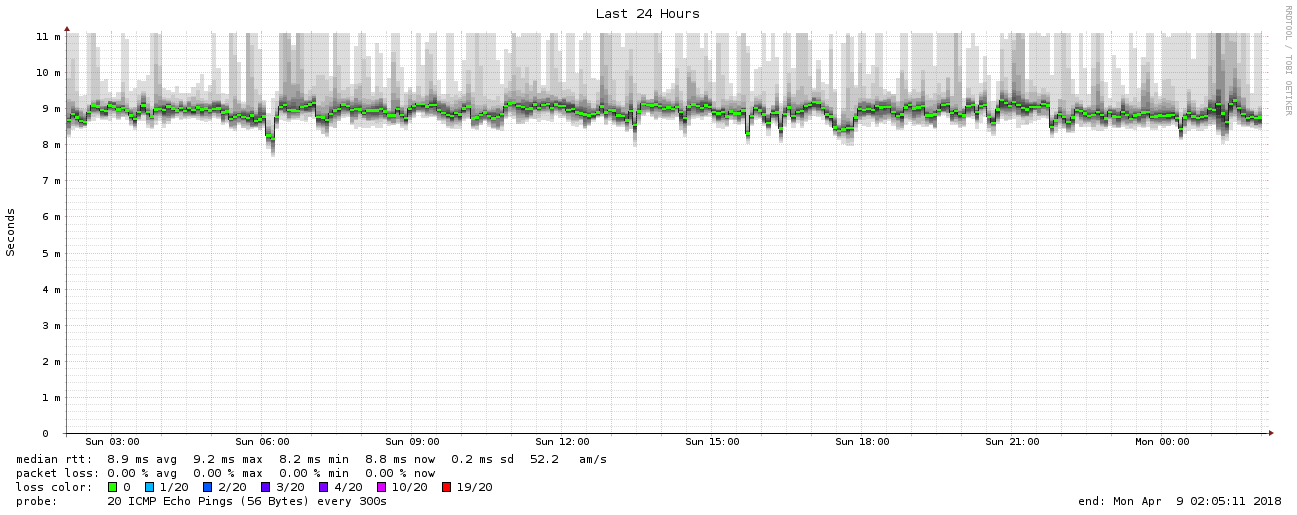 Last 24 Hours
RRDTOOL / TOBI OETIKER
Seconds
11 m
10 m
9 m
8 m
7 m
6 m
5 m
4 m
3 m
2 m
1 m
0
Sun 03:00 Sun 06:00 Sun 09:00 Sun 12:00 Sun 15:00 Sun 18:00 Sun 21:00 Mon 00:00
median rtt: 8.9 ms avg 9.2 ms max 8.2 ms min 8.8 ms now 0.2 ms sd 52.2 am/s
packet loss: 0.00 % avg 0.00 % max 0.00 % min 0.00 % now
loss color: 0 1/20 2/20 3/20 4/20 10/20 19/20
probe: 20 ICMP Echo Pings (56 Bytes) every 300s
end: Mon Apr 9 02:05:11 2018